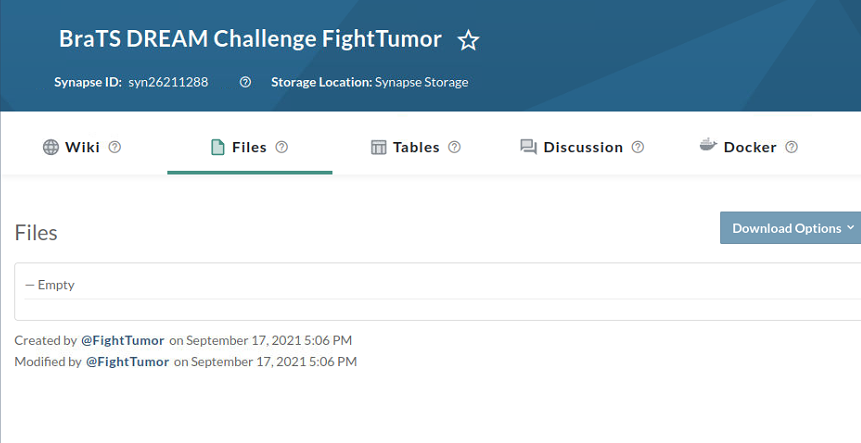 BraTS DREAM Challenge FightTumor
Synapse ID: syn26211288 Storage Location: Synapse Storage
Wiki Files Tables Discussion Docker
Files
Download Options
— Empty
Created by @FightTumor on September 17, 2021 5:06 PM
Modified by @FightTumor on September 17, 2021 5:06 PM